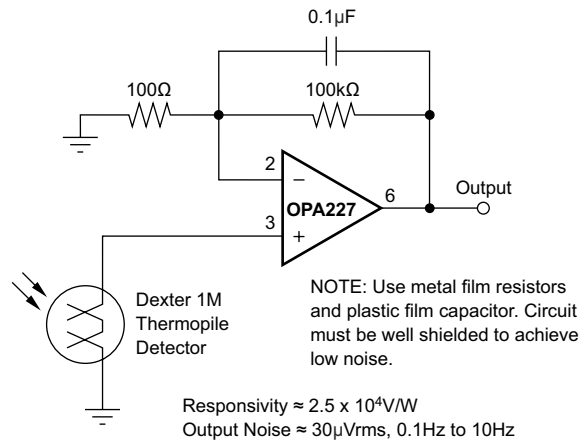 0.1µF
100Ω
100kΩ
2
−
OPA227
6
Output
3
+
Dexter 1M
Thermopile
Detector
NOTE: Use metal film resistors
and plastic film capacitor. Circuit
must be well shielded to achieve
low noise.
Responsivity ≈ 2.5 x 10⁴V/W
Output Noise ≈ 30µVrms, 0.1Hz to 10Hz